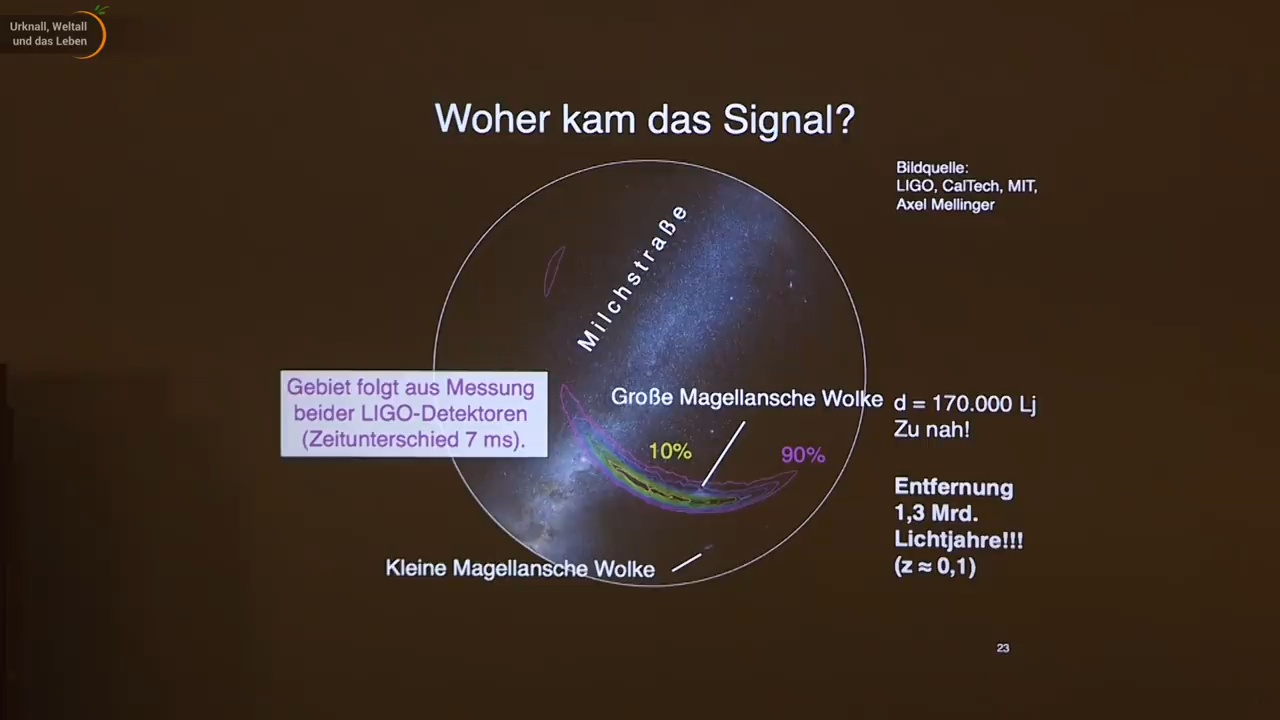 Urknall, Weltall
und das Leben
Woher kam das Signal?
Bildquelle:
LIGO, CalTech, MIT,
Axel Mellinger
Milchstraße
Gebiet folgt aus Messung
beider LIGO-Detektoren
(Zeitunterschied 7 ms).
Große Magellansche Wolke
d = 170.000 Lj
Zu nah!
10%
90%
Entfernung
1,3 Mrd.
Lichtjahre!!!
(z ≈ 0,1)
Kleine Magellansche Wolke
23